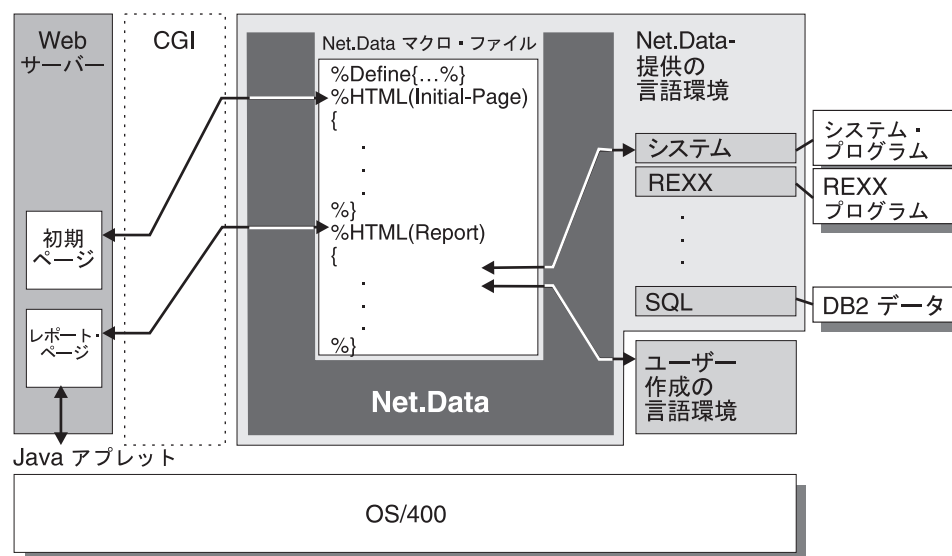 Web
サーバー
CGI
Net.Data マクロ・ファイル
%Define{...%}
%HTML(Initial-Page)
{
.
.
.
%}
%HTML(Report)
{
.
.
.
%}
Net.Data
初期
ページ
レポート・
ページ
Java アプレット
Net.Data-
提供の
言語環境
システム
REXX
.
.
.
SQL
システム・
プログラム
REXX
プログラム
DB2 データ
ユーザー
作成の
言語環境
OS/400